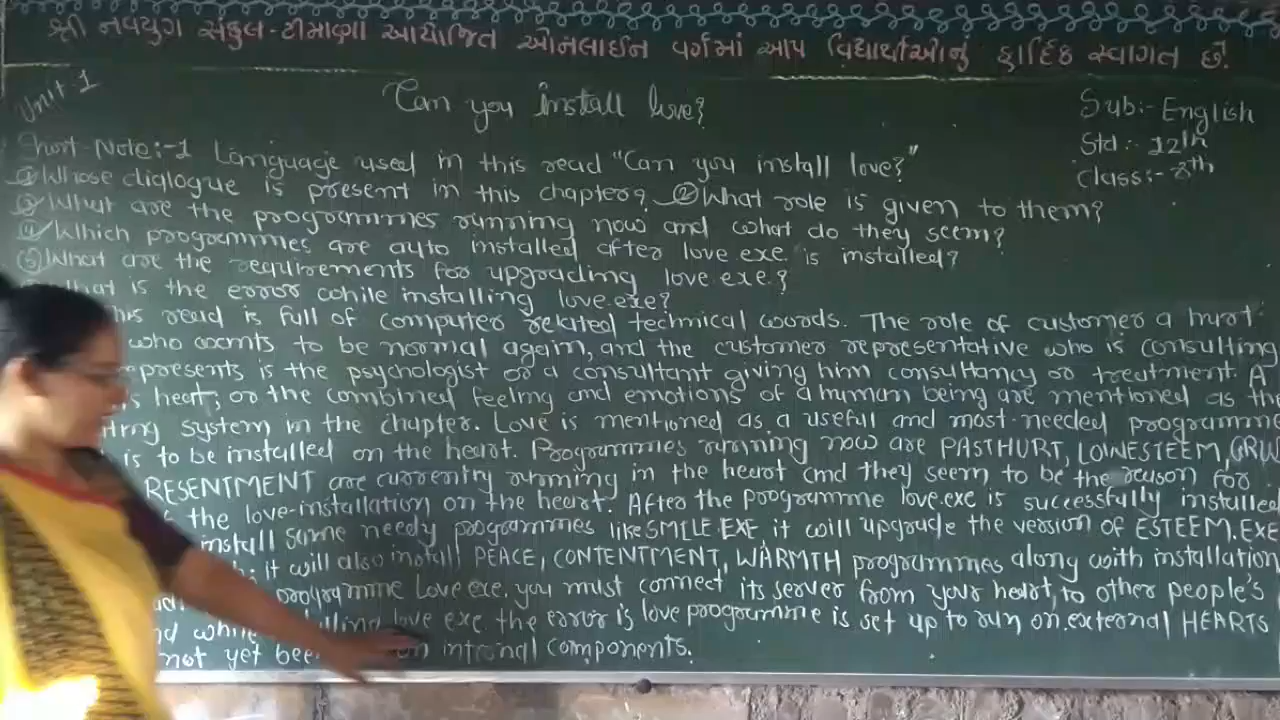 શ્રી નવયુગ સંકુલ-ટીમાણા આયોજિત ઓનલાઈન વર્ગમાં આપ વિદ્યાર્થીઓનું હાર્દિક સ્વાગત છે.
Unit-1
Can you install love?
Sub:- English
Std:- 12th
Class:- 8th
Short-Note:-1 Language used in this read "Can you install love?"
① Whose dialogue is present in this chapter? ② What role is given to them?
③ What are the programmes running now and what do they seem?
④ Which programmes are auto installed after love.exe. is installed?
⑤ What are the requirements for upgrading love.exe.?
What is the error while installing love.exe?
This read is full of computer related technical words. The role of customer a hurt
who wants to be normal again, and the customer representative who is consulting
presents is the psychologist or a consultant giving him consultancy or treatment. A
heat; or the combined feeling and emotions of a human being are mentioned as the
system in the chapter. Love is mentioned as a useful and most-needed programme
is to be installed on the heart. Programmes running now are PASTHURT, LOWESTEEM,
RESENTMENT are currently running in the heart and they seem to be the reason for
the love-installation on the heart. After the programme love.exe is successfully installed
install some needy programmes like SMILE.EXE, it will upgrade the version of ESTEEM.EXE
it will also install PEACE, CONTENTMENT, WARMTH programmes along with installation
programme Love exe. you must connect its server from your heart, to other people's
while love exe the error is love programme is set up to run on external HEARTS
not yet been on intrnal components.